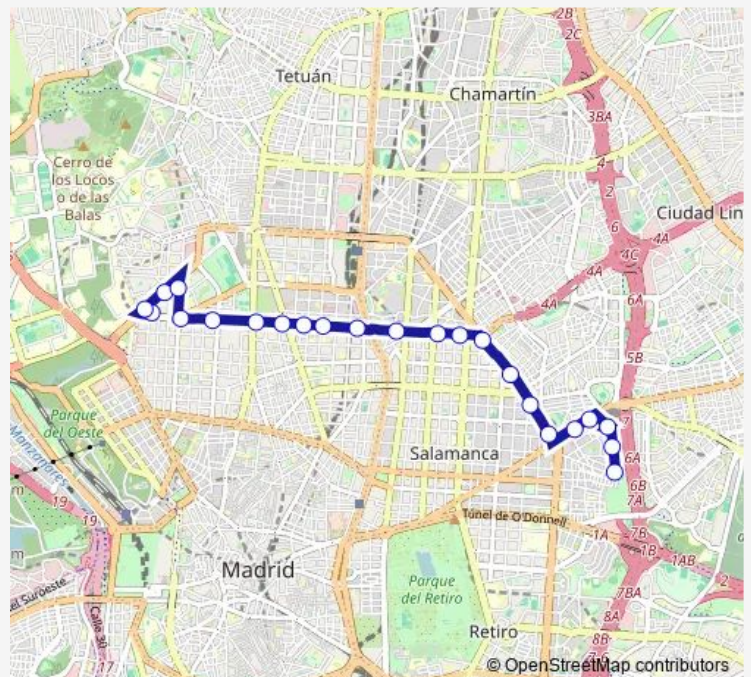 2B
2C
Tetuán
Chamartín
3BA
4
2
Cerro de
los Locos
o de las
Balas
Ciudad Lin
6
4C
4A
4A
4A
6A
5B
Parque
del Oeste
7
Manzanares
Salamanca
6A
6B
7A
19
19
m
Túnel de O'Donnell
1A
7B
1B
1AB
m
Madrid
Parque
del Retiro
2
7BA
el Suroeste
8A
Calle 30
Retiro
8B
17
© OpenStreetMap contributors